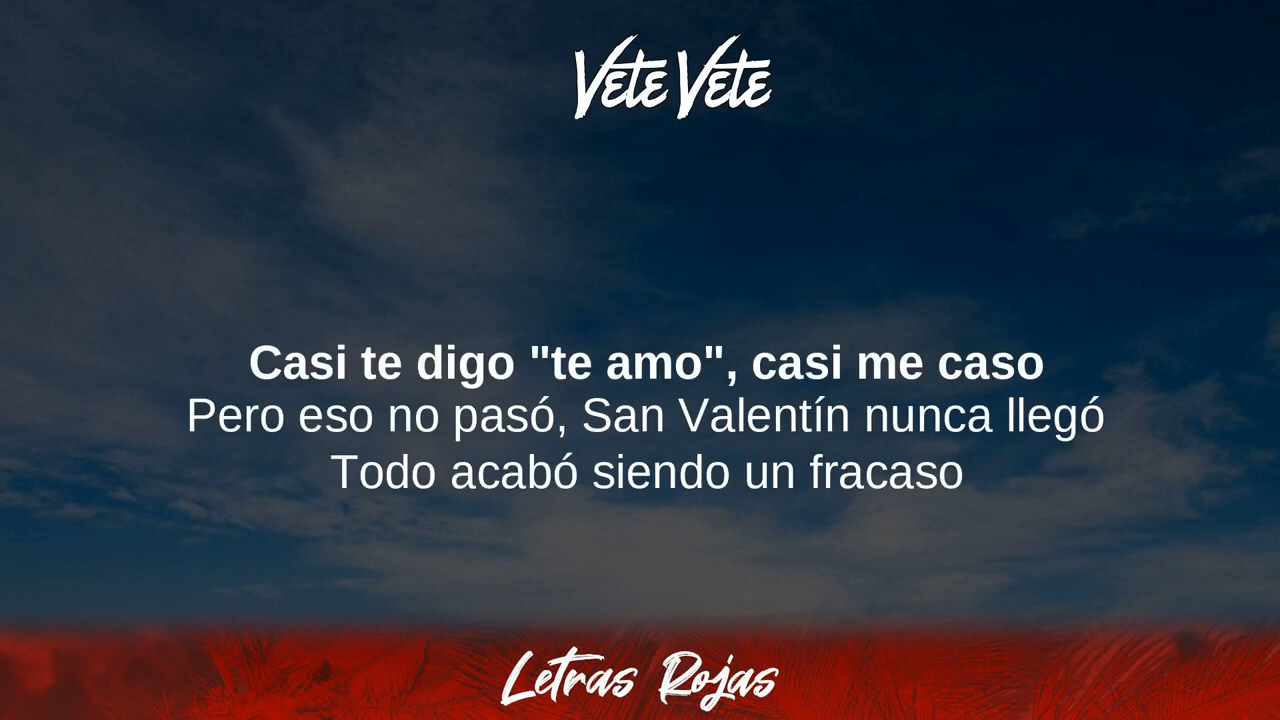 Vete Vete
Casi te digo "te amo", casi me caso
Pero eso no pasó, San Valentín nunca llegó
Todo acabó siendo un fracaso
Letras Rojas